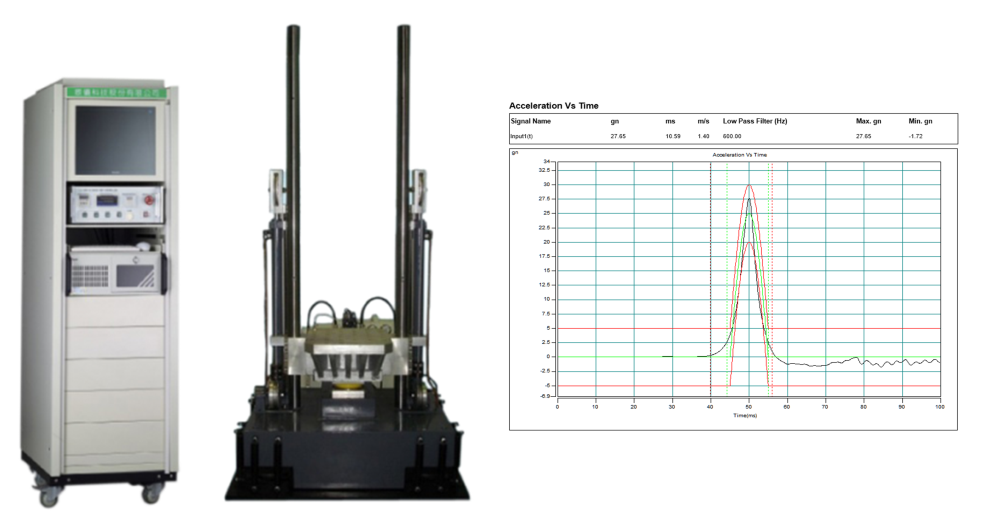 Acceleration Vs Time
Signal Name gn ms m/s Low Pass Filter (Hz) Max. gn Min. gn
Input1(t) 27.65 10.59 1.40 600.00 27.65 -1.72
gn
Acceleration Vs Time
34
32.5
30
27.5
25
22.5
20
17.5
15
12.5
10
7.5
5
2.5
0
-2.5
-5
-6.9
0 10 20 30 40 50 60 70 80 90 100
Time(ms)